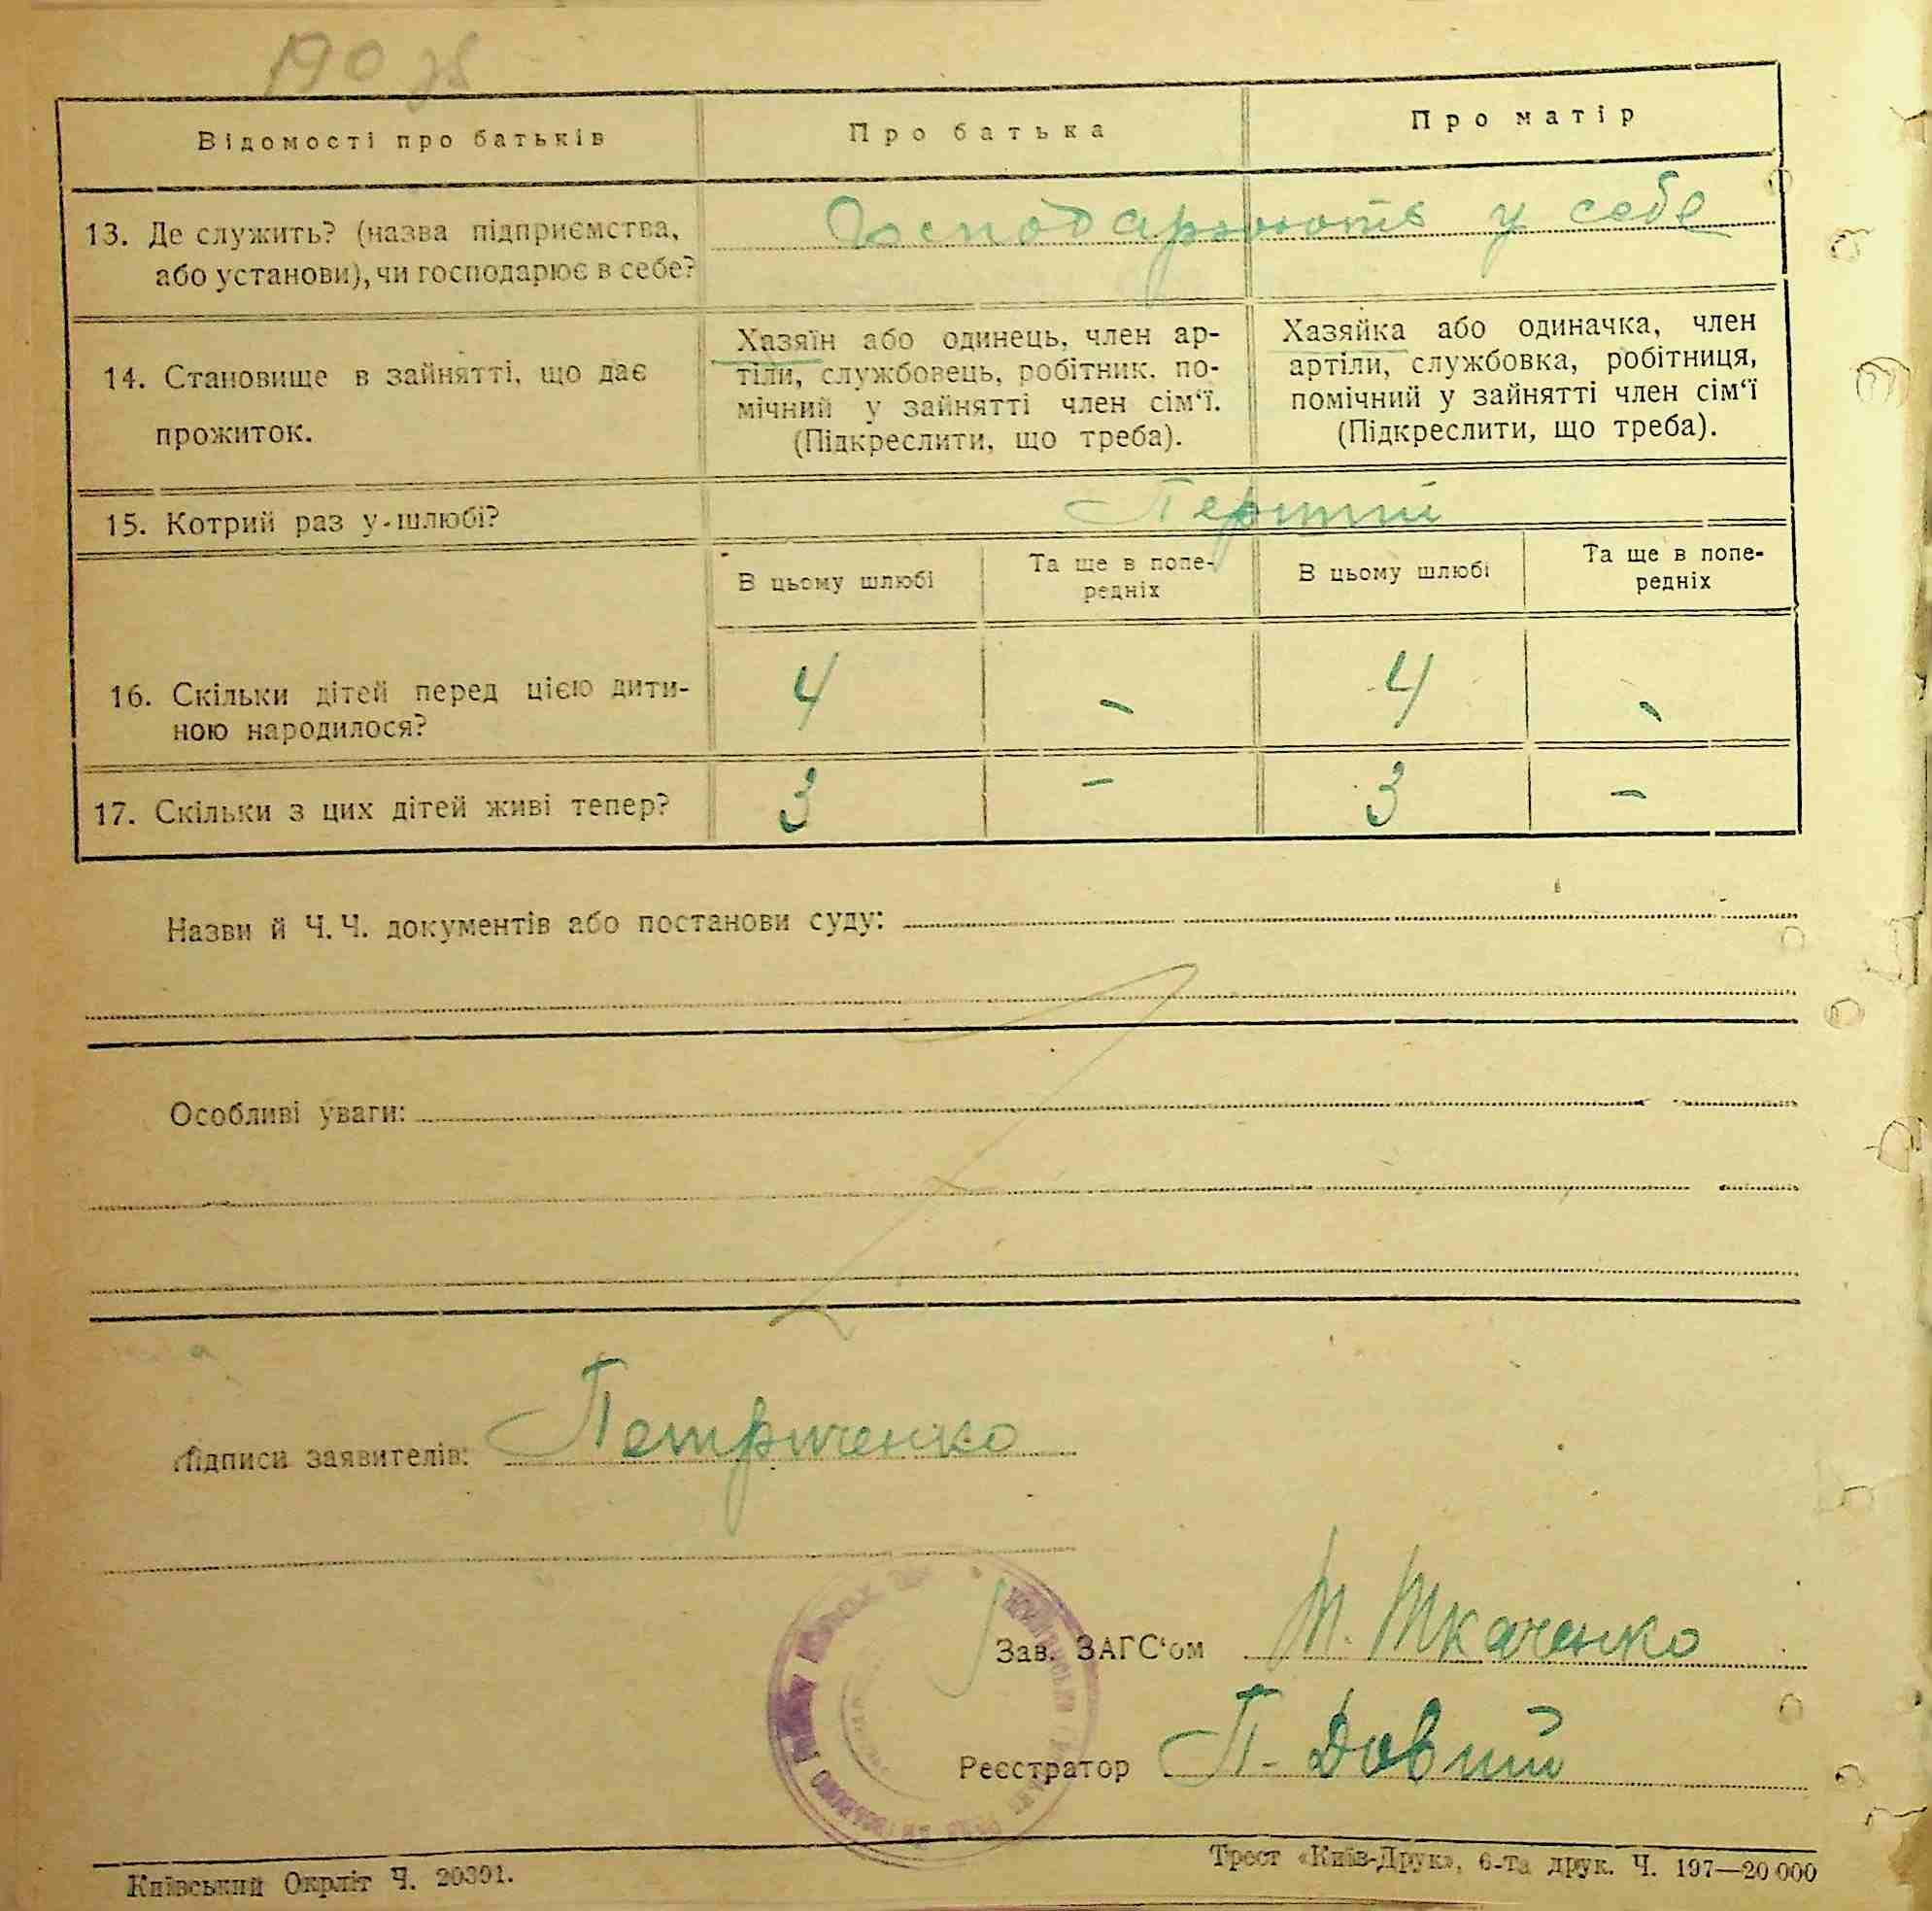 190 зв
Відомості про батьків
Про батька
Про матір
13. Де служить? (назва підприємства,
або установи), чи господарює в себе?
Господарюють у себе
14. Становище в зайнятті, що дає
прожиток.
Хазяїн або одинець, член ар-
тіли, службовець, робітник, по-
мічний у зайнятті член сім‘ї.
(Підкреслити, що треба).
Хазяйка або одиначка, член
артіли, службовка, робітниця,
помічний у зайнятті член сім‘ї
(Підкреслити, що треба).
15. Котрий раз у-шлюбі?
Перший
В цьому шлюбі
Та ще в попе-
редніх
В цьому шлюбі
Та ще в попе-
редніх
16. Скільки дітей перед цією дити-
ною народилося?
4 - 4 -
17. Скільки з цих дітей живі тепер?
3 - 3 -
Назви й Ч. Ч. документів або постанови суду:
Особливі уваги:
Підписи заявителів: Петриченко
Зав. ЗАГС‘ом Т. Ткаченко
Реєстратор П. Довгий
Київський Окрліт Ч. 20391.
Трест «Київ-Друк», 6-та друк. Ч. 197—20 000